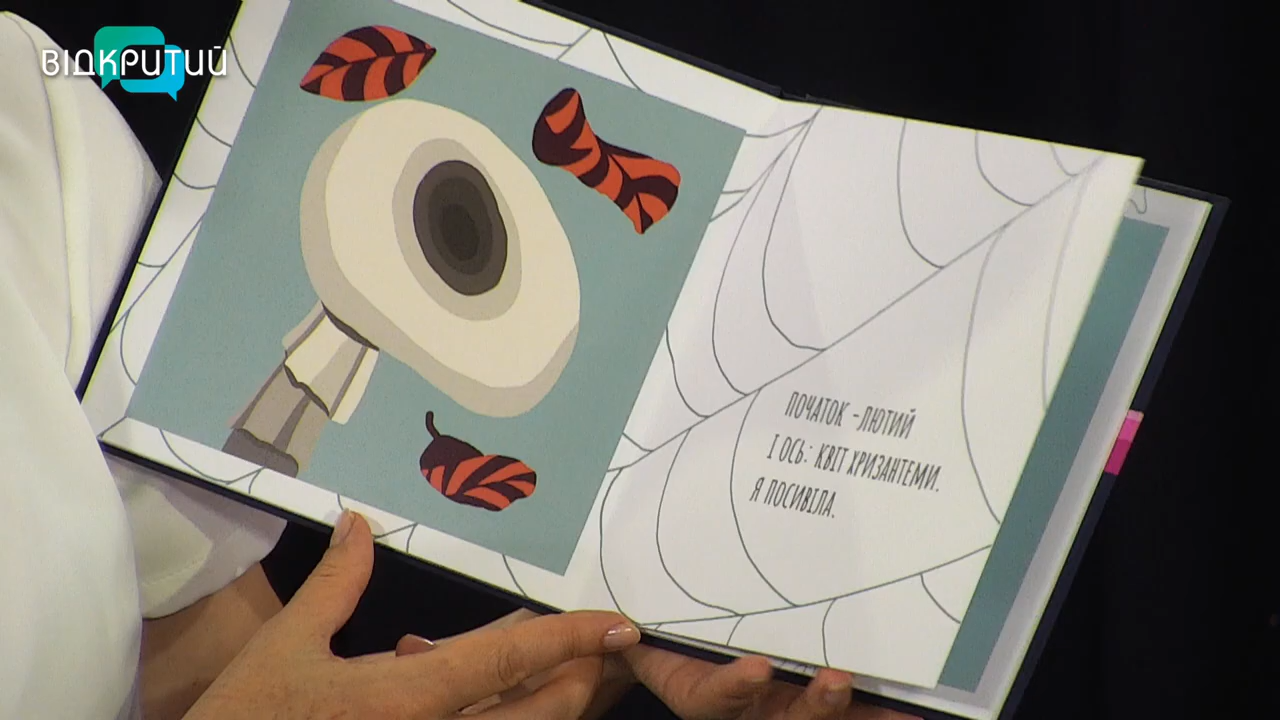 ВІДКРИТИЙ
ПОЧАТОК - ЛЮТИЙ
І ОСЬ: КВІТ ХРИЗАНТЕМИ.
Я ПОСИВІЛА.